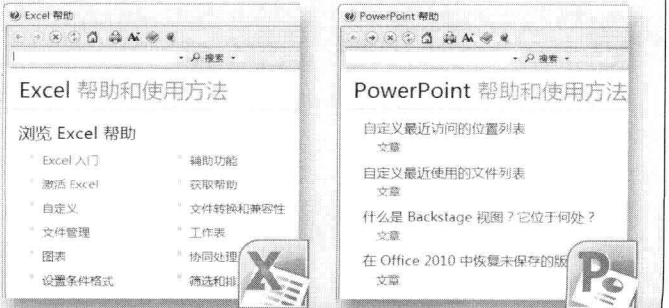 Excel 帮助
搜索
Excel 帮助和使用方法
浏览 Excel 帮助
Excel 入门
辅助功能
激活 Excel
获取帮助
自定义
文件转换和兼容性
文件管理
工作表
图表
协同处理
设置条件格式
筛选和排
PowerPoint 帮助
搜索
PowerPoint 帮助和使用方法
自定义最近访问的位置列表
文章
自定义最近使用的文件列表
文章
什么是 Backstage 视图？它位于何处？
文章
在 Office 2010 中恢复未保存的版
文章